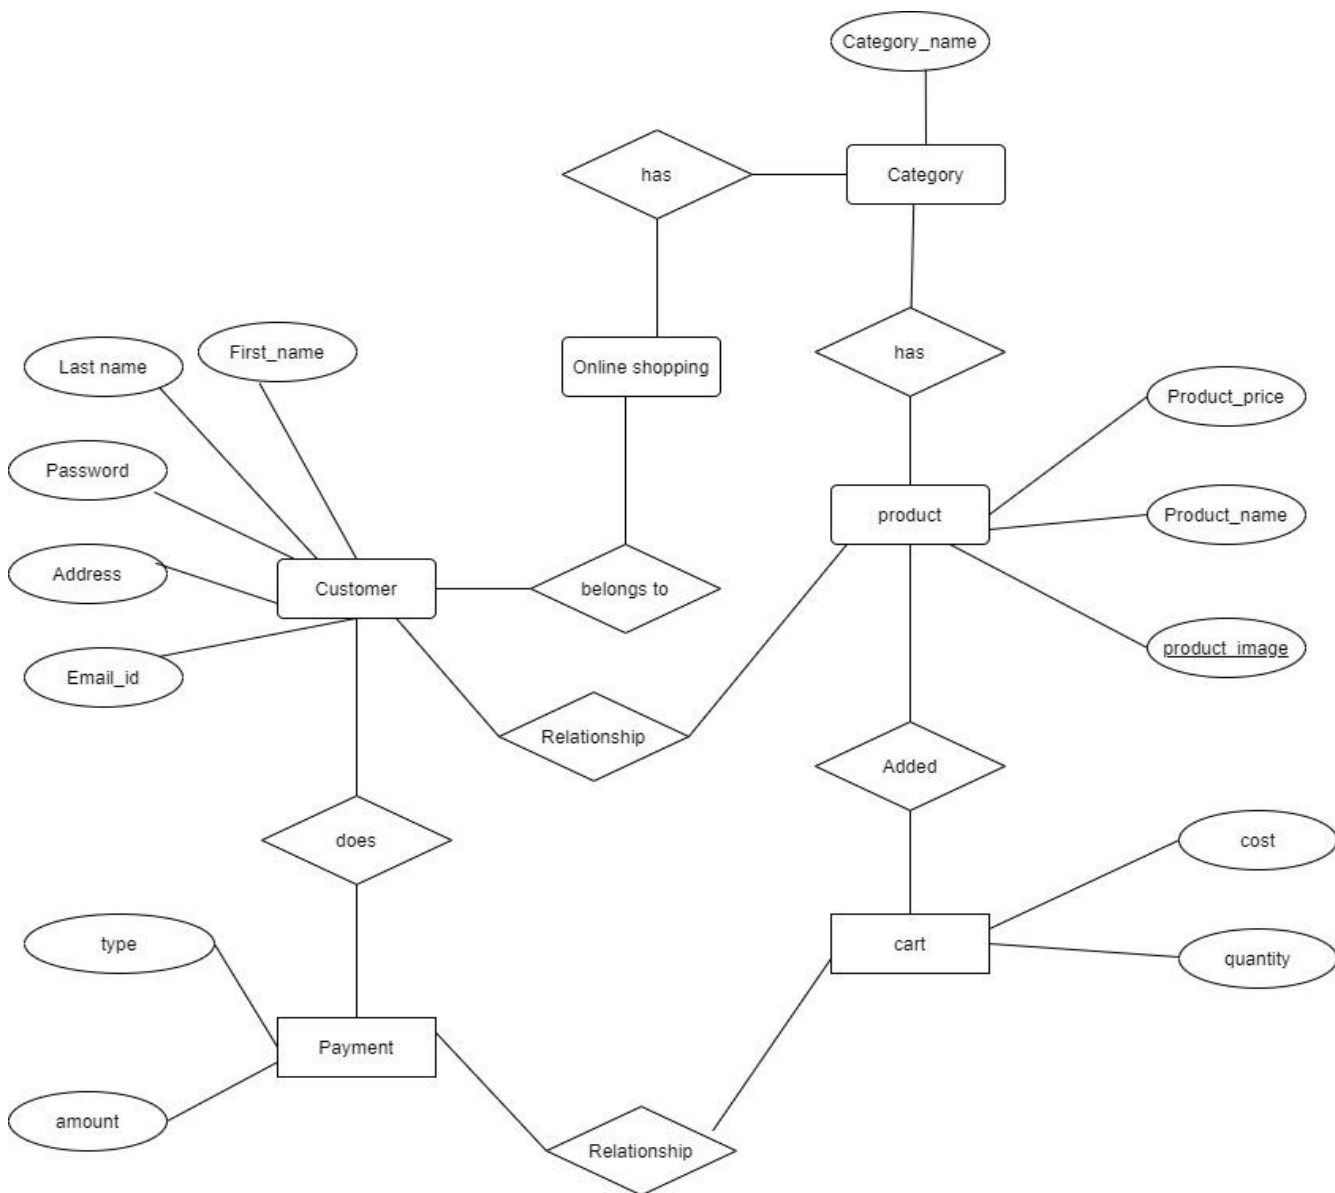 Category_name
has
Category
Last name
First_name
Online shopping
has
Product_price
Password
product
Product_name
Address
Customer
belongs to
Email_id
product_image
Relationship
Added
does
cost
type
cart
quantity
Payment
amount
Relationship